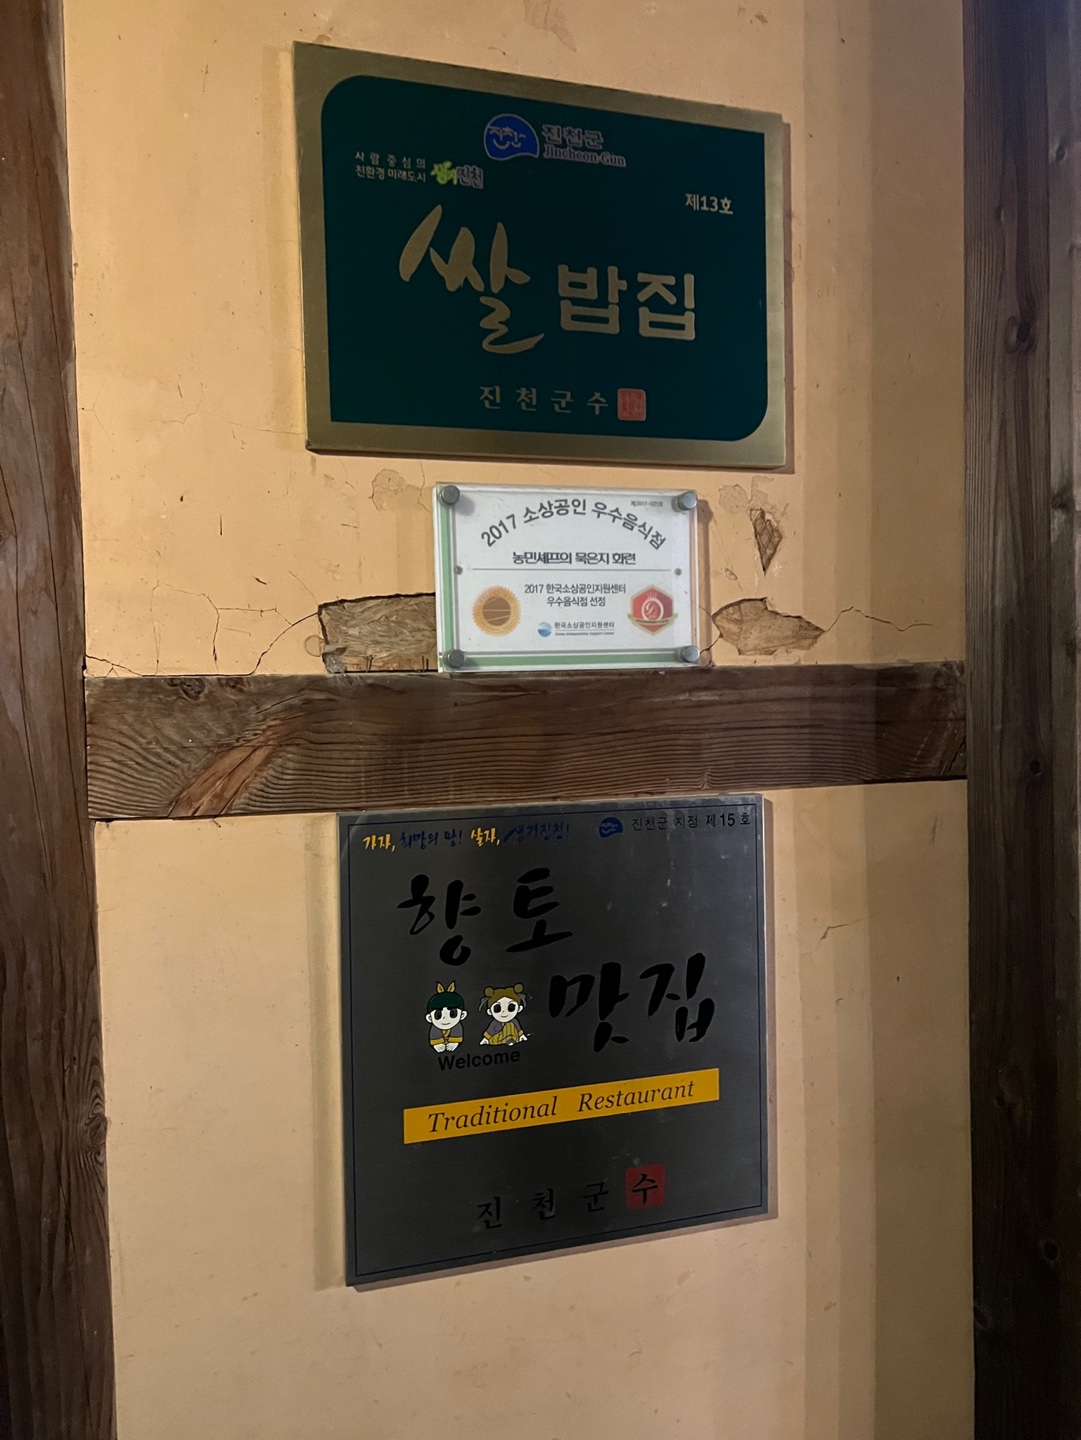 진천군
Jincheon-Gun
사람중심의
친환경 미래도시 생거진천
제13호
쌀밥집
진천군수
2017 소상공인 우수음식점
농민셰프의 묵은지 화련
2017 한국소상공인지원센터
우수음식점 선정
한국소상공인지원센터
가자, 희망의 땅! 살자, 생거진천!
진천군 지정 제15호
향토
맛집
Welcome
Traditional Restaurant
진천군수